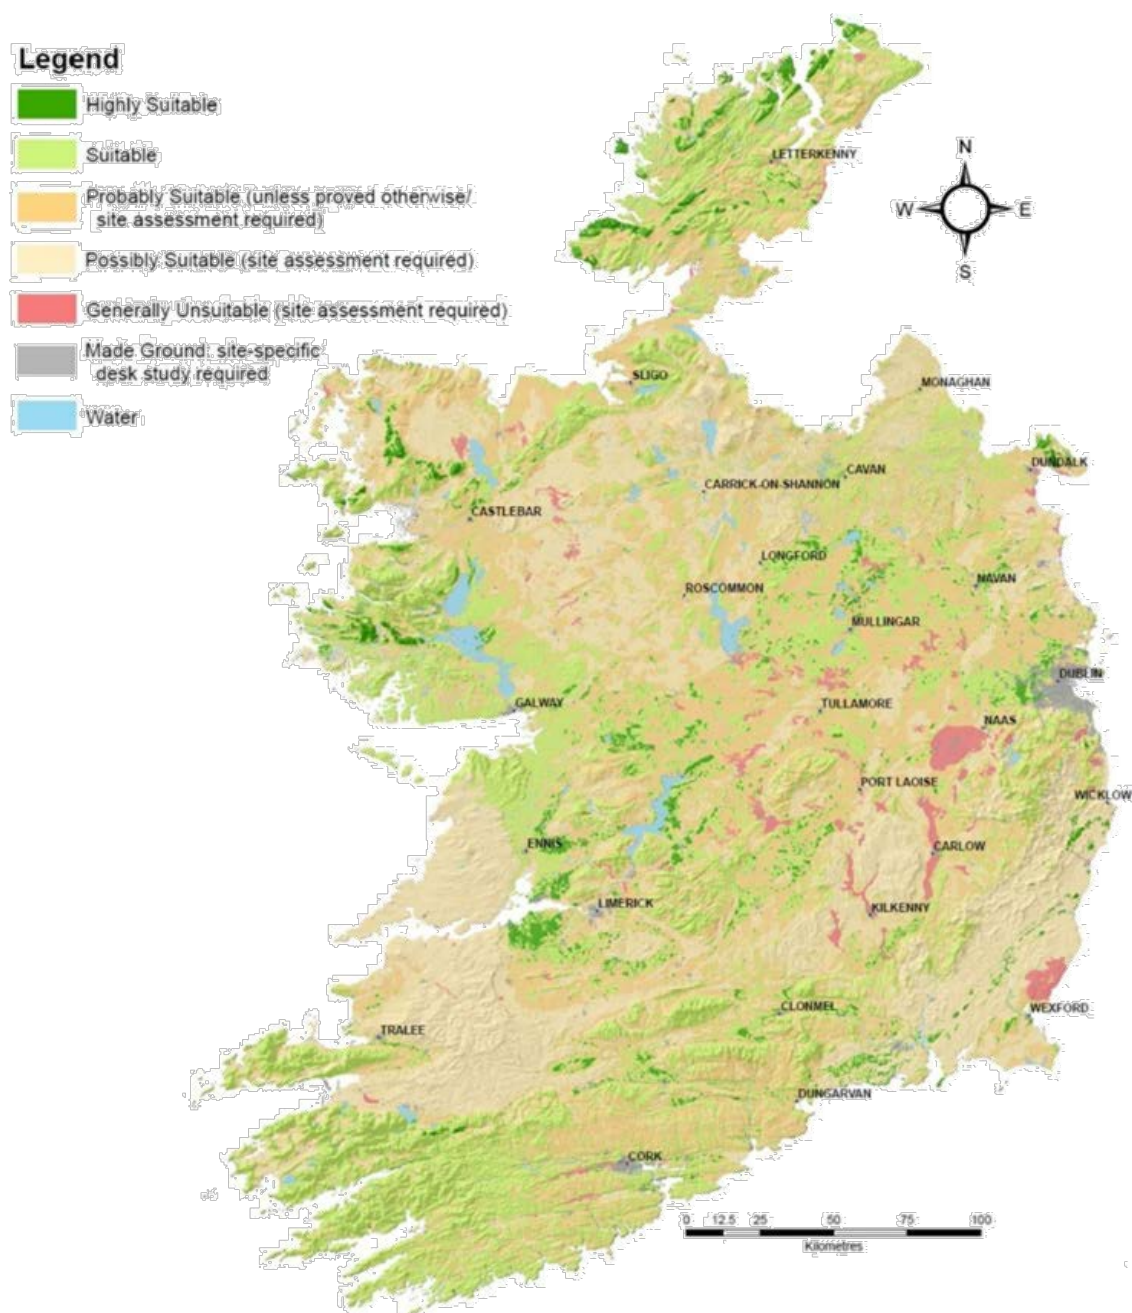 Legend
Highly Suitable
Suitable
Probably Suitable (unless proved otherwise/
site assessment required)
Possibly Suitable (site assessment required)
Generally Unsuitable (site assessment required)
Made Ground: site-specific
desk study required
Water
N
W
E
S
LETTERKENNY
SLIGO
MONAGHAN
DUNDALK
CAVAN
CARRICK-ON-SHANNON
CASTLEBAR
LONGFORD
NAVAN
ROSCOMMON
MULLINGAR
DUBLIN
GALWAY
TULLAMORE
NAAS
PORT LAOISE
WICKLOW
ENNIS
CARLOW
LIMERICK
KILKENNY
CLONMEL
WEXFORD
TRALEE
DUNGARVAN
CORK
0 12.5 25 50 75 100
Kilometres